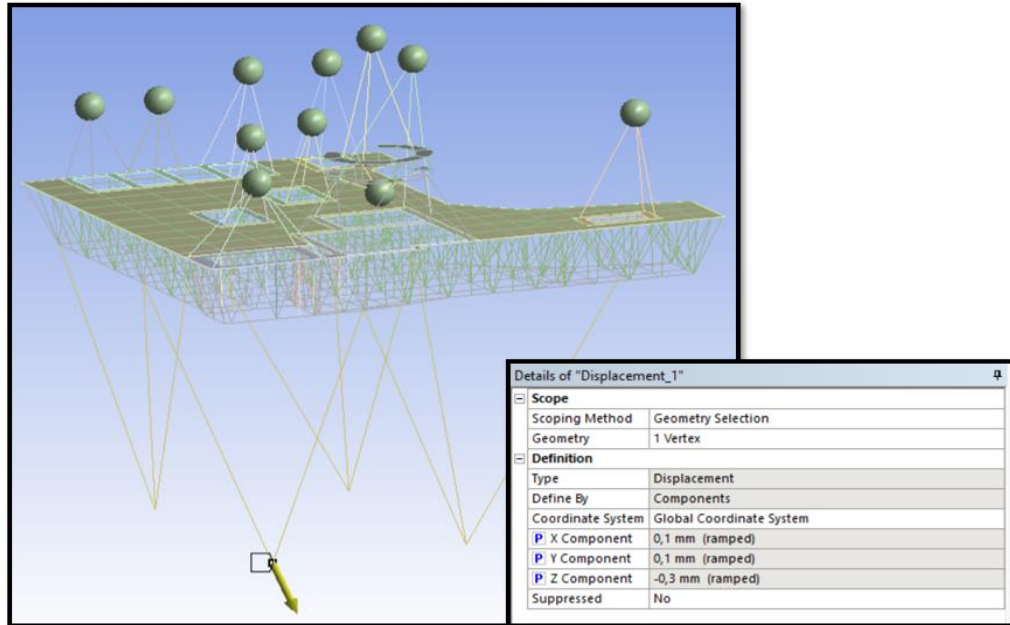 Details of "Displacement_1"
Scope
Scoping Method Geometry Selection
Geometry 1 Vertex
Definition
Type Displacement
Define By Components
Coordinate System Global Coordinate System
P X Component 0,1 mm (ramped)
P Y Component 0,1 mm (ramped)
P Z Component -0,3 mm (ramped)
Suppressed No